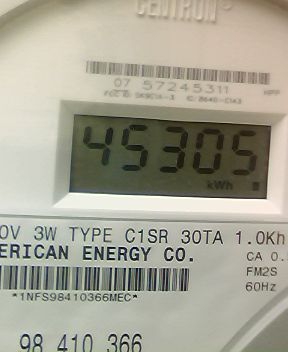 CENTRON®
07 57245311
45305
kWh
0V 3W TYPE C1SR 30TA 1.0Kh
ERICAN ENERGY CO. CA 0.
FM2S
*1NFS98410366MEC* 60Hz
98 410 366